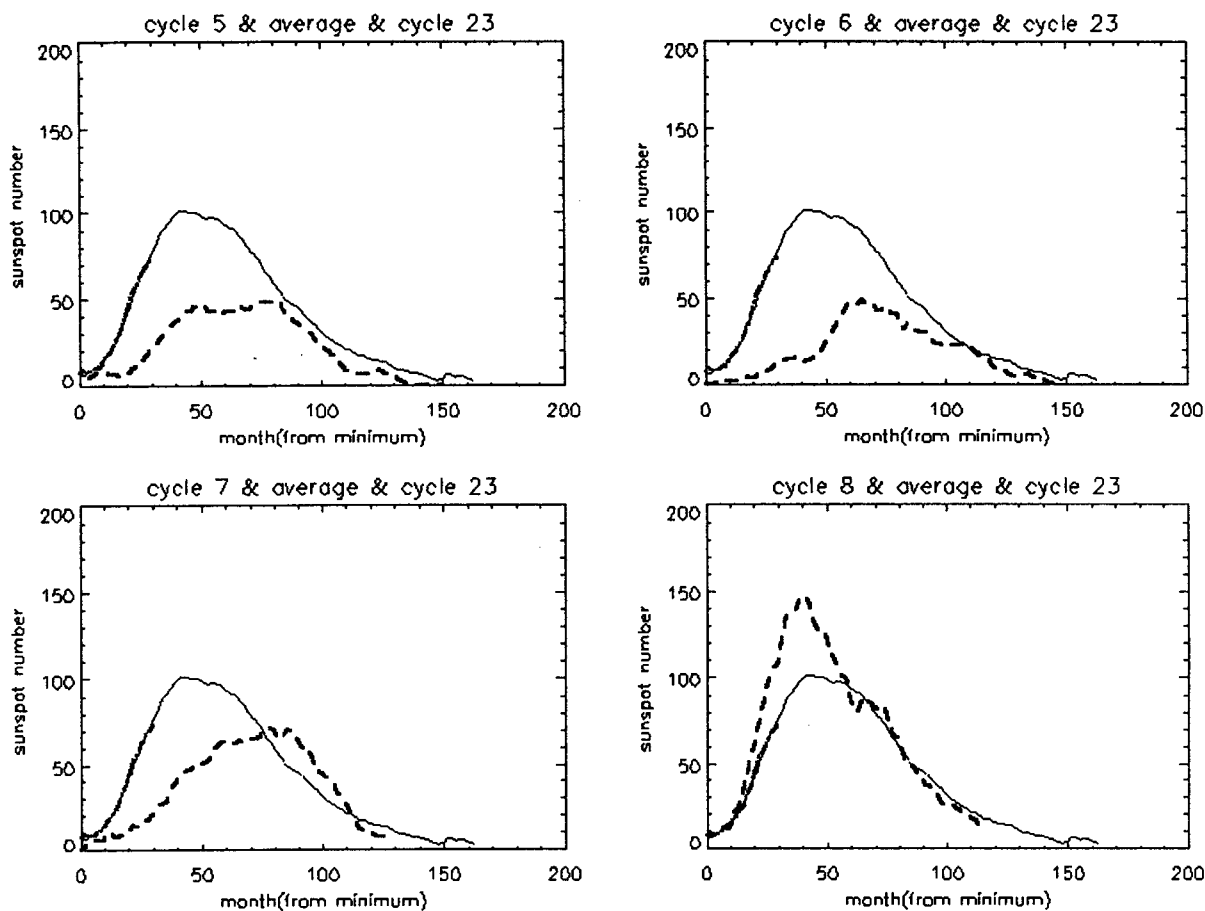 cycle 5 & average & cycle 23
200
150
100
50
0
sunspot number
0 50 100 150 200
month(from minimum)
cycle 6 & average & cycle 23
200
150
100
50
0
sunspot number
0 50 100 150 200
month(from minimum)
cycle 7 & average & cycle 23
200
150
100
50
0
sunspot number
0 50 100 150 200
month(from minimum)
cycle 8 & average & cycle 23
200
150
100
50
0
sunspot number
0 50 100 150 200
month(from minimum)